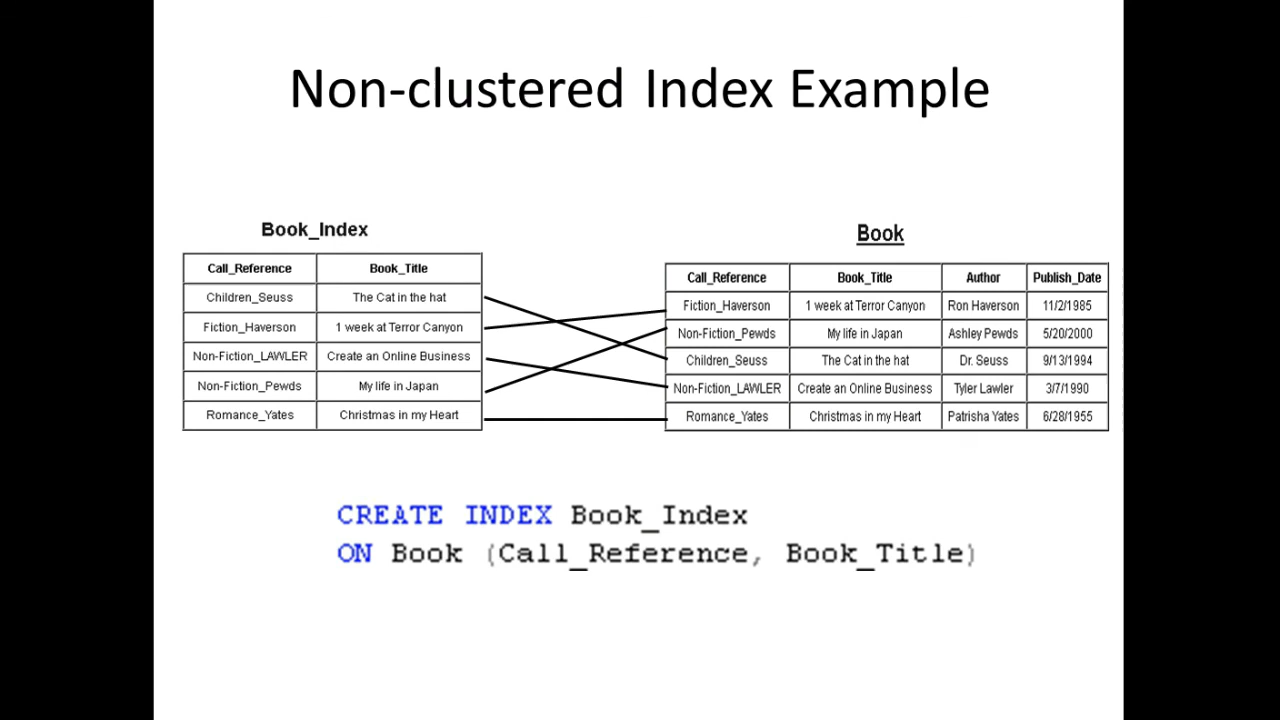 Non-clustered Index Example
Book_Index
Call_Reference Book_Title
Children_Seuss The Cat in the hat
Fiction_Haverson 1 week at Terror Canyon
Non-Fiction_LAWLER Create an Online Business
Non-Fiction_Pewds My life in Japan
Romance_Yates Christmas in my Heart
Book
Call_Reference Book_Title Author Publish_Date
Fiction_Haverson 1 week at Terror Canyon Ron Haverson 11/2/1985
Non-Fiction_Pewds My life in Japan Ashley Pewds 5/20/2000
Children_Seuss The Cat in the hat Dr. Seuss 9/13/1994
Non-Fiction_LAWLER Create an Online Business Tyler Lawler 3/7/1990
Romance_Yates Christmas in my Heart Patrisha Yates 6/28/1955
CREATE INDEX Book_Index
ON Book (Call_Reference, Book_Title)